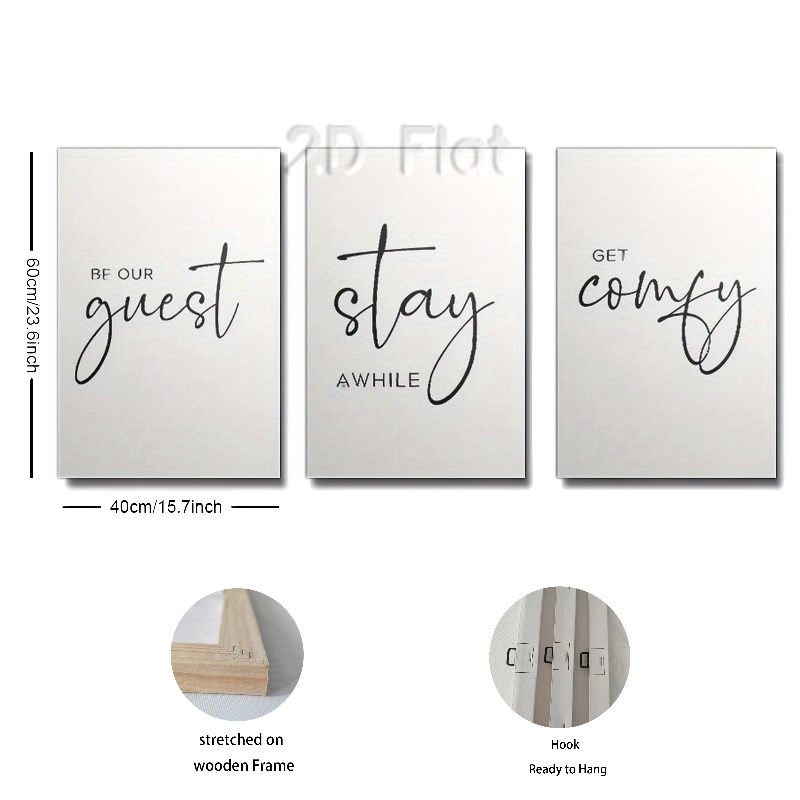 2D Flat
60cm/23.6inch
BE OUR
guest
stay
AWHILE
GET
comfy
40cm/15.7inch
stretched on
wooden Frame
Hook
Ready to Hang